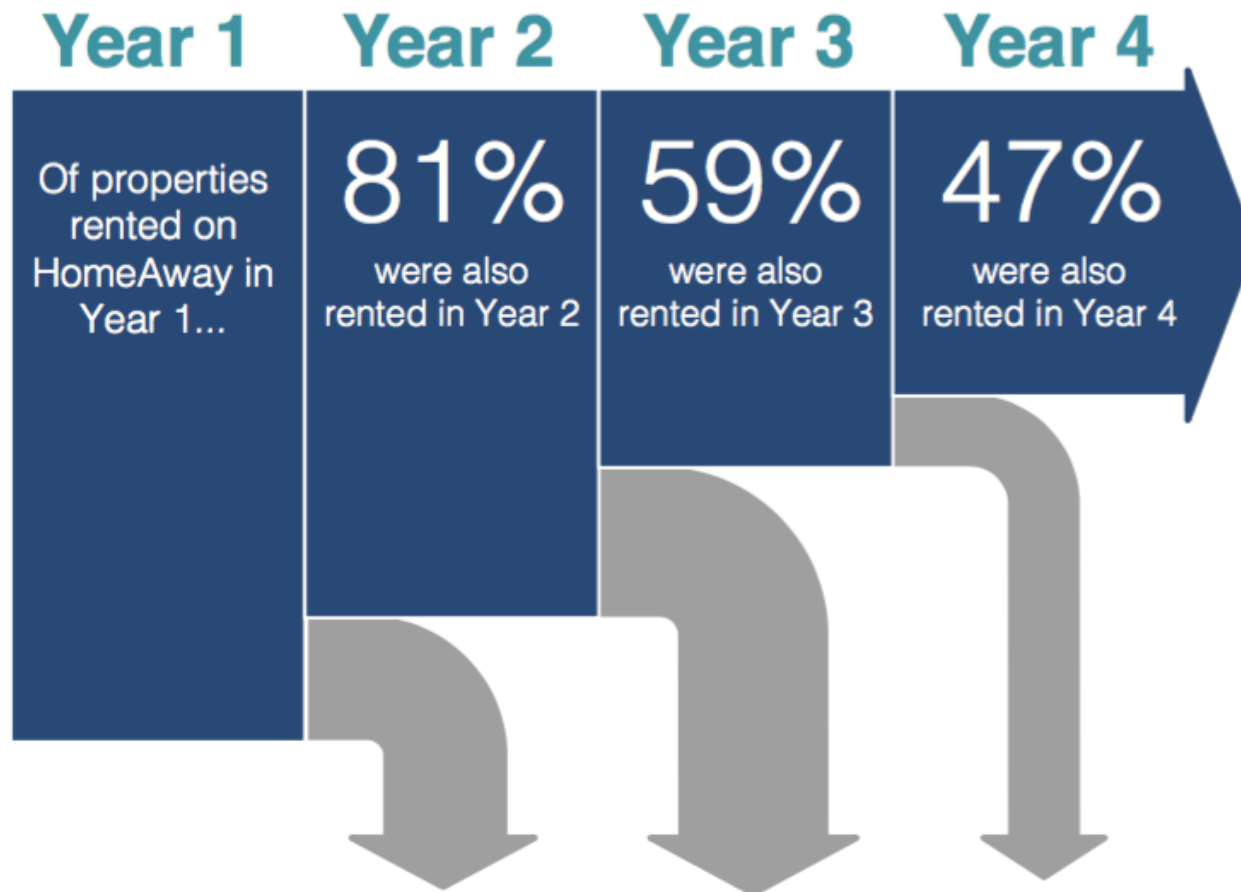 Year 1
Year 2
Year 3
Year 4
Of properties
rented on
HomeAway in
Year 1...
81%
were also
rented in Year 2
59%
were also
rented in Year 3
47%
were also
rented in Year 4